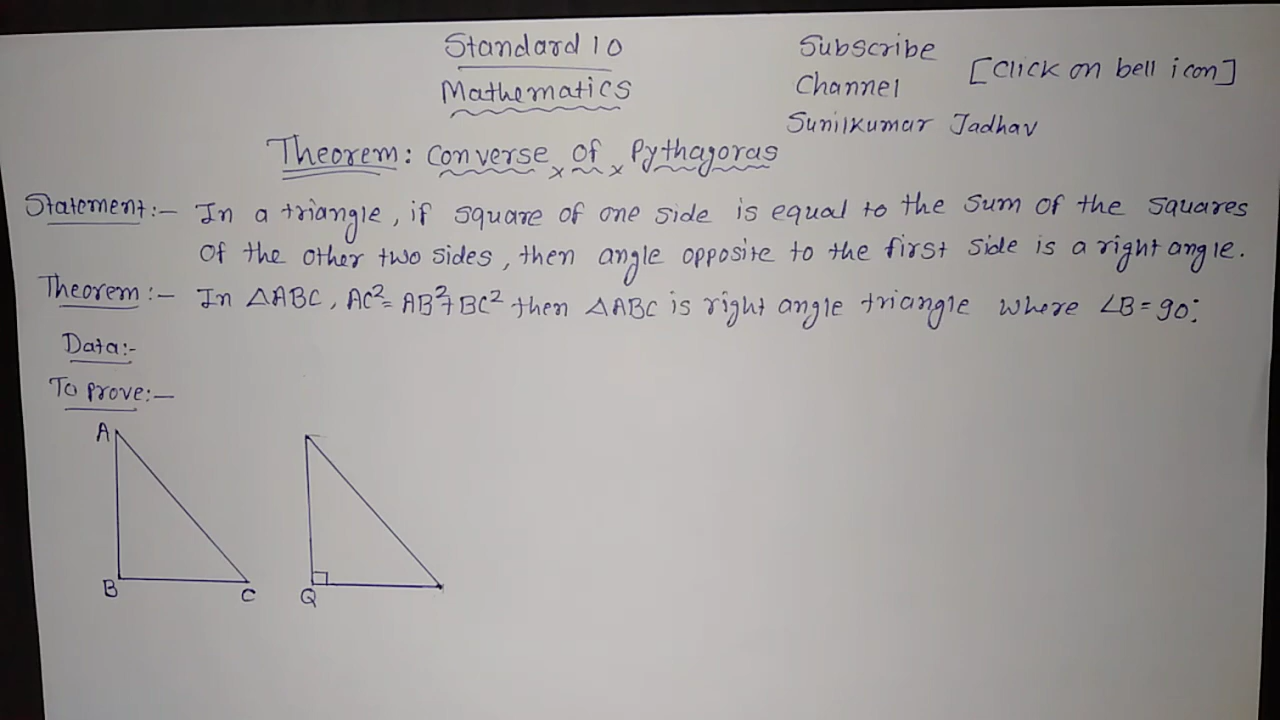 Standard 10
Mathematics
Subscribe
Channel
Sunilkumar Jadhav
[Click on bell icon]
Theorem: Converse of Pythagoras
Statement:- In a triangle, if square of one side is equal to the sum of the squares
of the other two sides, then angle opposite to the first side is a right angle.
Theorem:- In △ABC, AC²=AB²+BC² then △ABC is right angle triangle where ∠B=90°.
Data:-
To prove:-
A
B C Q